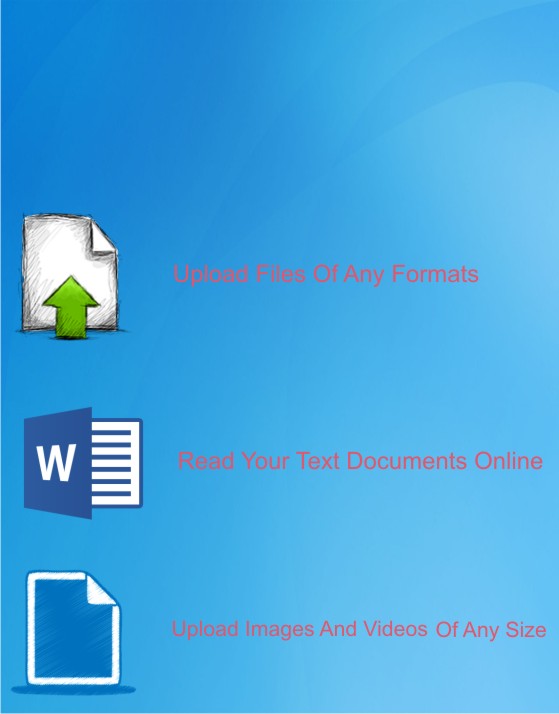 Upload Files Of Any Formats
W
Read Your Text Documents Online
Upload Images And Videos Of Any Size